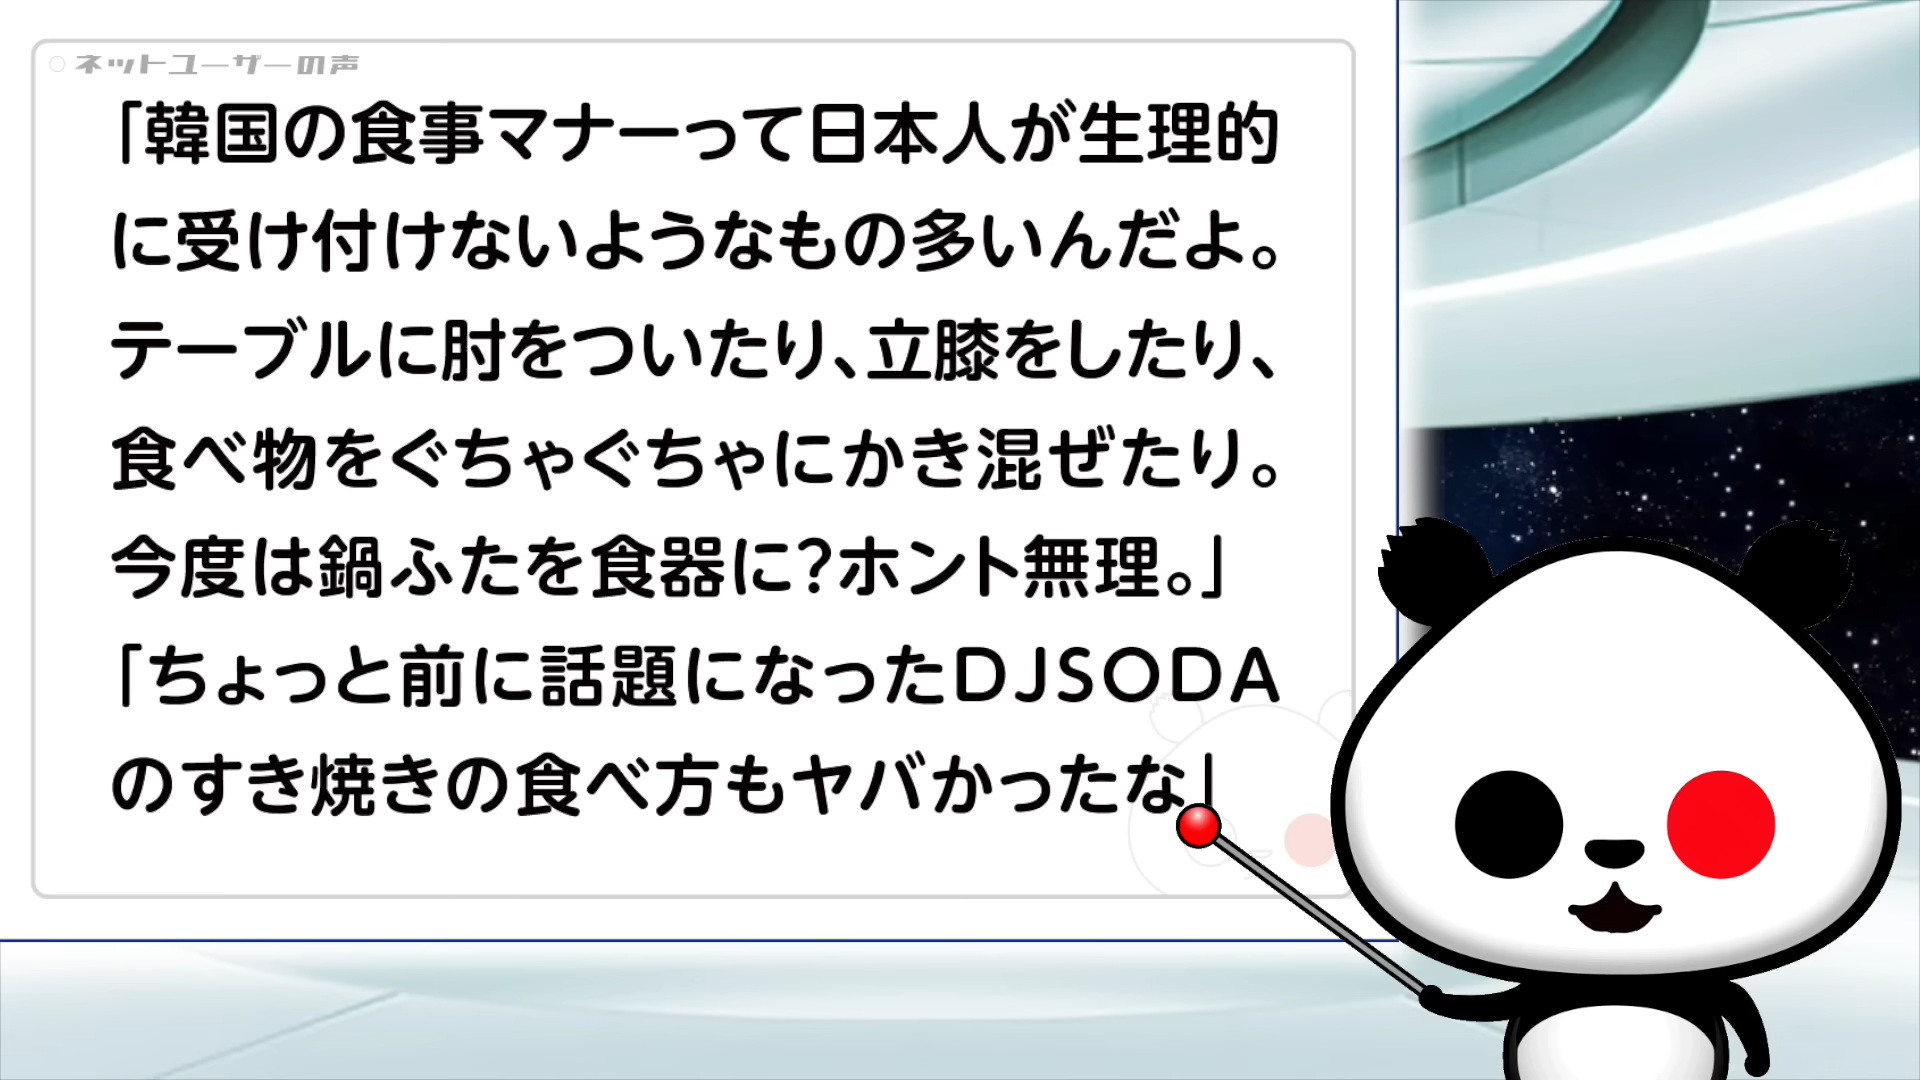 ネットユーザーの声
「韓国の食事マナーって日本人が生理的
に受け付けないようなもの多いんだよ。
テーブルに肘をついたり、立膝をしたり、
食べ物をぐちゃぐちゃにかき混ぜたり。
今度は鍋ふたを食器に?ホント無理。」
「ちょっと前に話題になったDJSODA
のすき焼きの食べ方もヤバかったな」